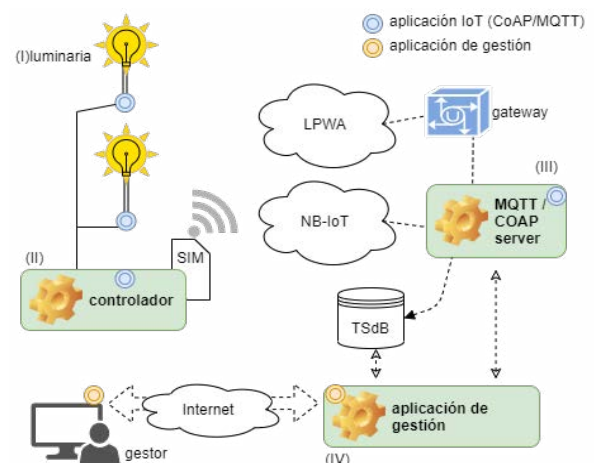 aplicación IoT (CoAP/MQTT)
aplicación de gestión
(I)luminaria
LPWA
gateway
(III)
MQTT /
COAP
server
NB-IoT
(II)
SIM
controlador
TSdB
Internet
aplicación de
gestión
gestor
(IV)